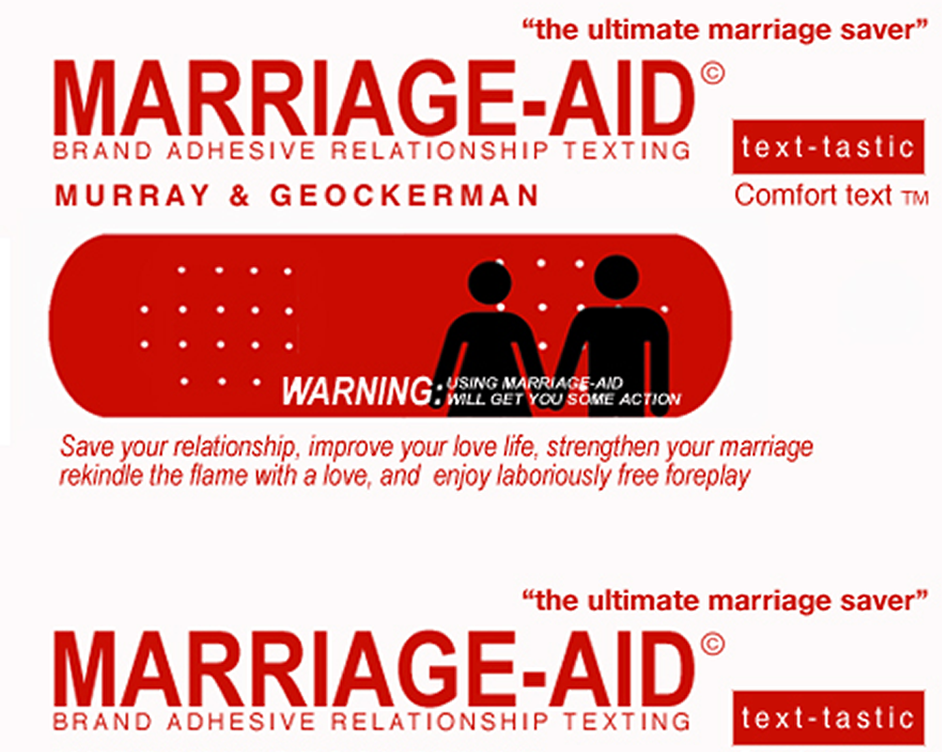 “the ultimate marriage saver”
MARRIAGE-AID©
BRAND ADHESIVE RELATIONSHIP TEXTING
text-tastic
MURRAY & GEOCKERMAN
Comfort text TM
WARNING: USING MARRIAGE-AID
WILL GET YOU SOME ACTION
Save your relationship, improve your love life, strengthen your marriage
rekindle the flame with a love, and enjoy laboriously free foreplay
“the ultimate marriage saver”
MARRIAGE-AID©
BRAND ADHESIVE RELATIONSHIP TEXTING
text-tastic